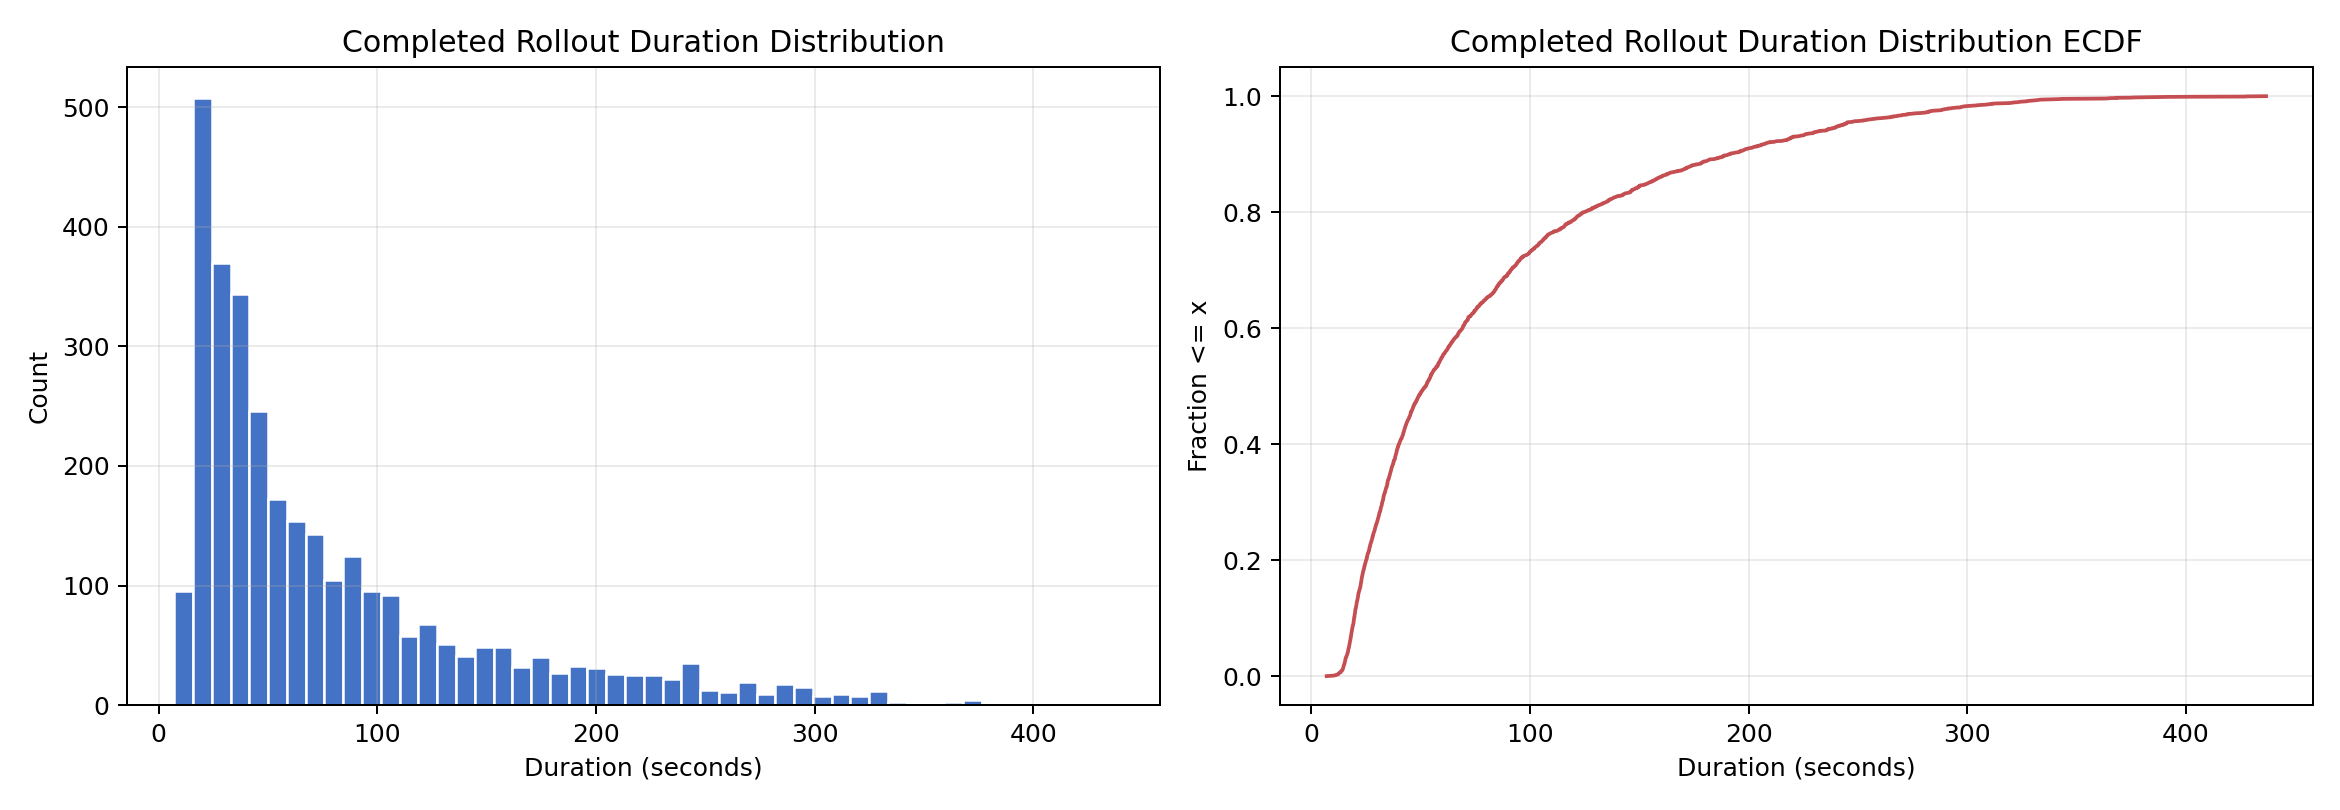 Completed Rollout Duration Distribution
Count
500
400
300
200
100
0
0 100 200 300 400
Duration (seconds)
Completed Rollout Duration Distribution ECDF
Fraction <= x
1.0
0.8
0.6
0.4
0.2
0.0
0 100 200 300 400
Duration (seconds)